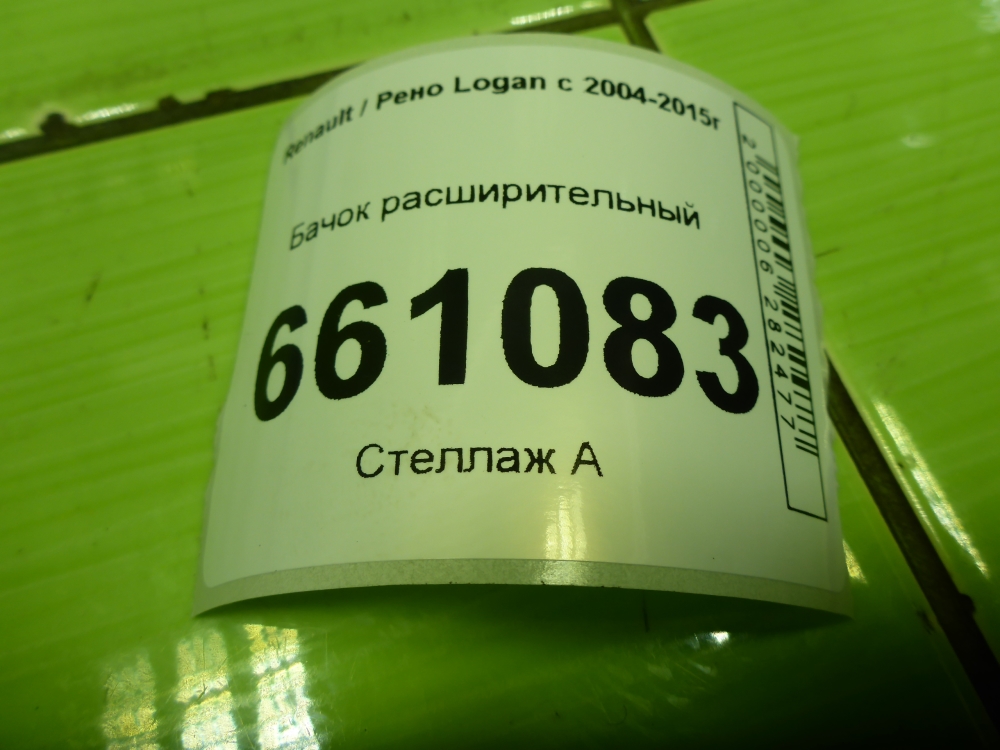 Renault / Рено Logan с 2004-2015г
Бачок расширительный
661083
Стеллаж А
2000006282477